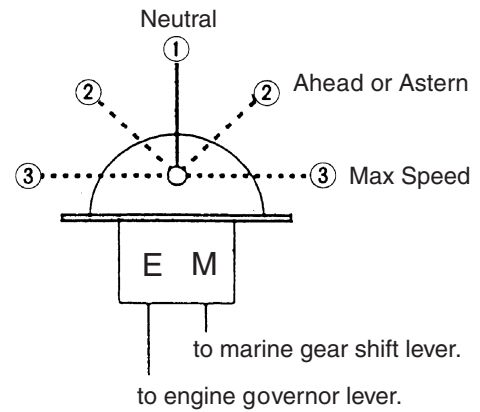 Neutral
①
② ② Ahead or Astern
③ ③ Max Speed
E M
to marine gear shift lever.
to engine governor lever.